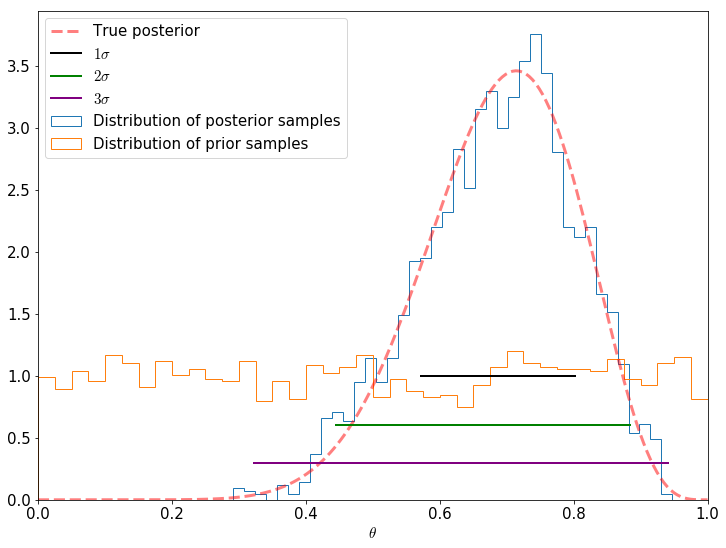 True posterior
1σ
2σ
3σ
Distribution of posterior samples
Distribution of prior samples
3.5
3.0
2.5
2.0
1.5
1.0
0.5
0.0
0.0 0.2 0.4 0.6 0.8 1.0
θ